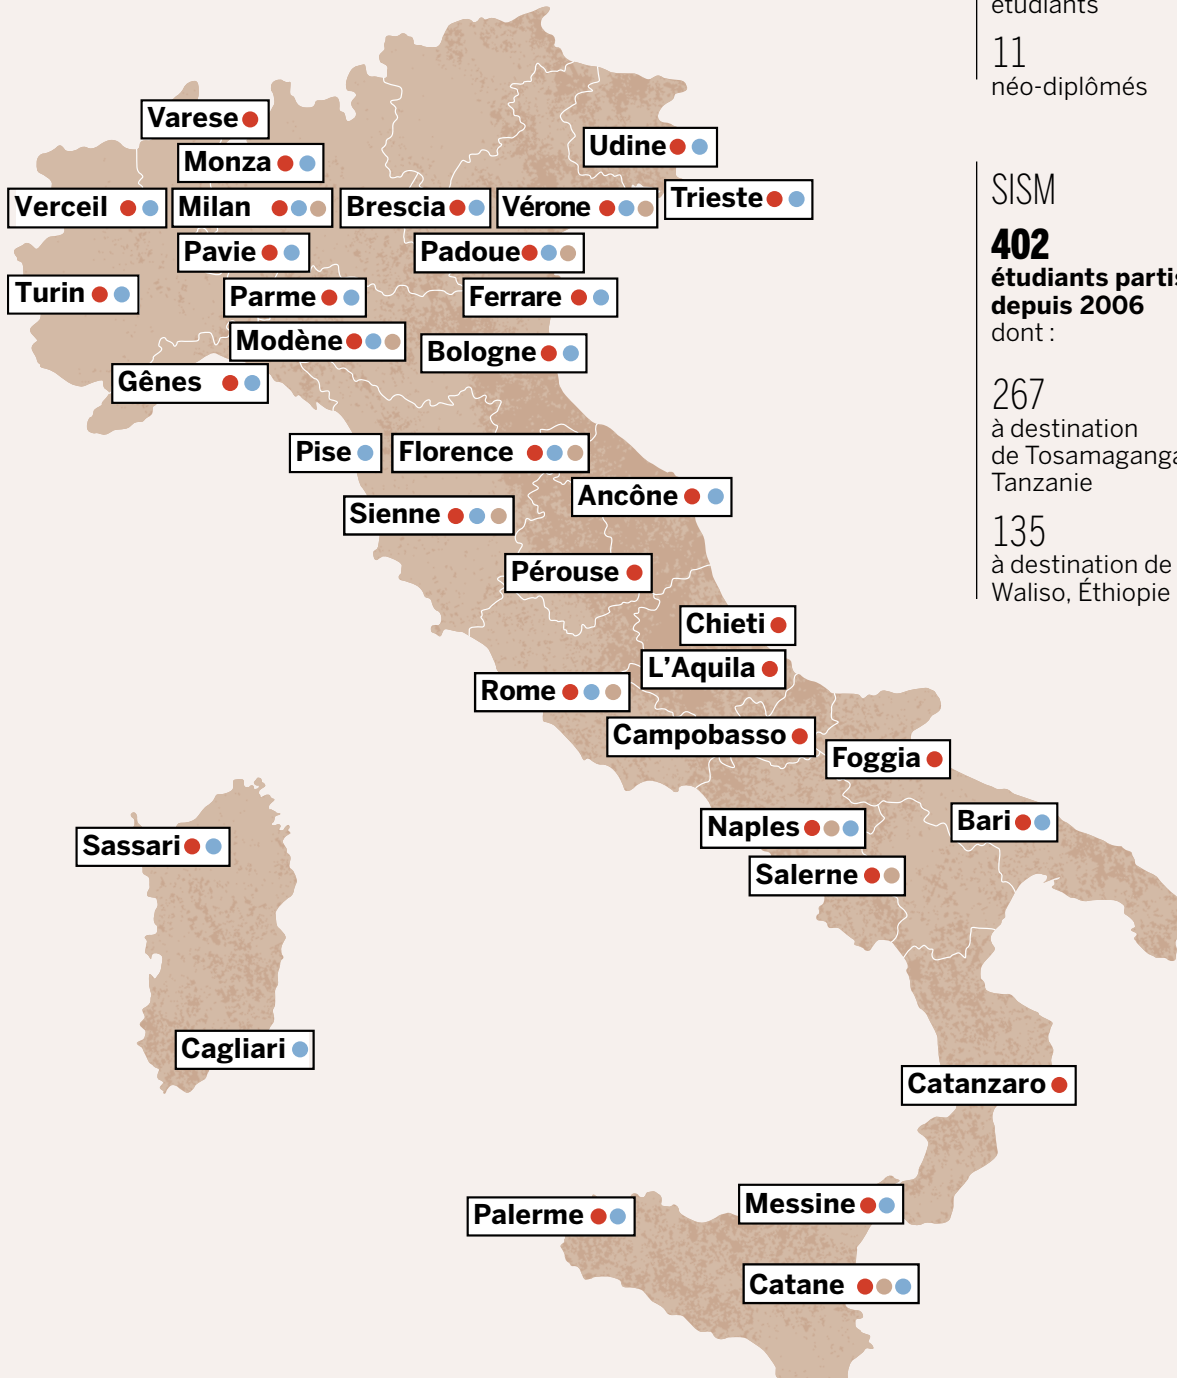 étudiants
11
néo-diplômés
SISM
402
étudiants partis
depuis 2006
dont :
267
à destination
de Tosamaganga
Tanzanie
135
à destination de
Waliso, Éthiopie
Varese
Monza
Udine
Verceil
Milan
Brescia
Vérone
Trieste
Pavie
Padoue
Turin
Parme
Ferrare
Modène
Bologne
Gênes
Pise
Florence
Ancône
Sienne
Pérouse
Chieti
L'Aquila
Rome
Campobasso
Foggia
Naples
Bari
Sassari
Salerne
Cagliari
Catanzaro
Palerme
Messine
Catane